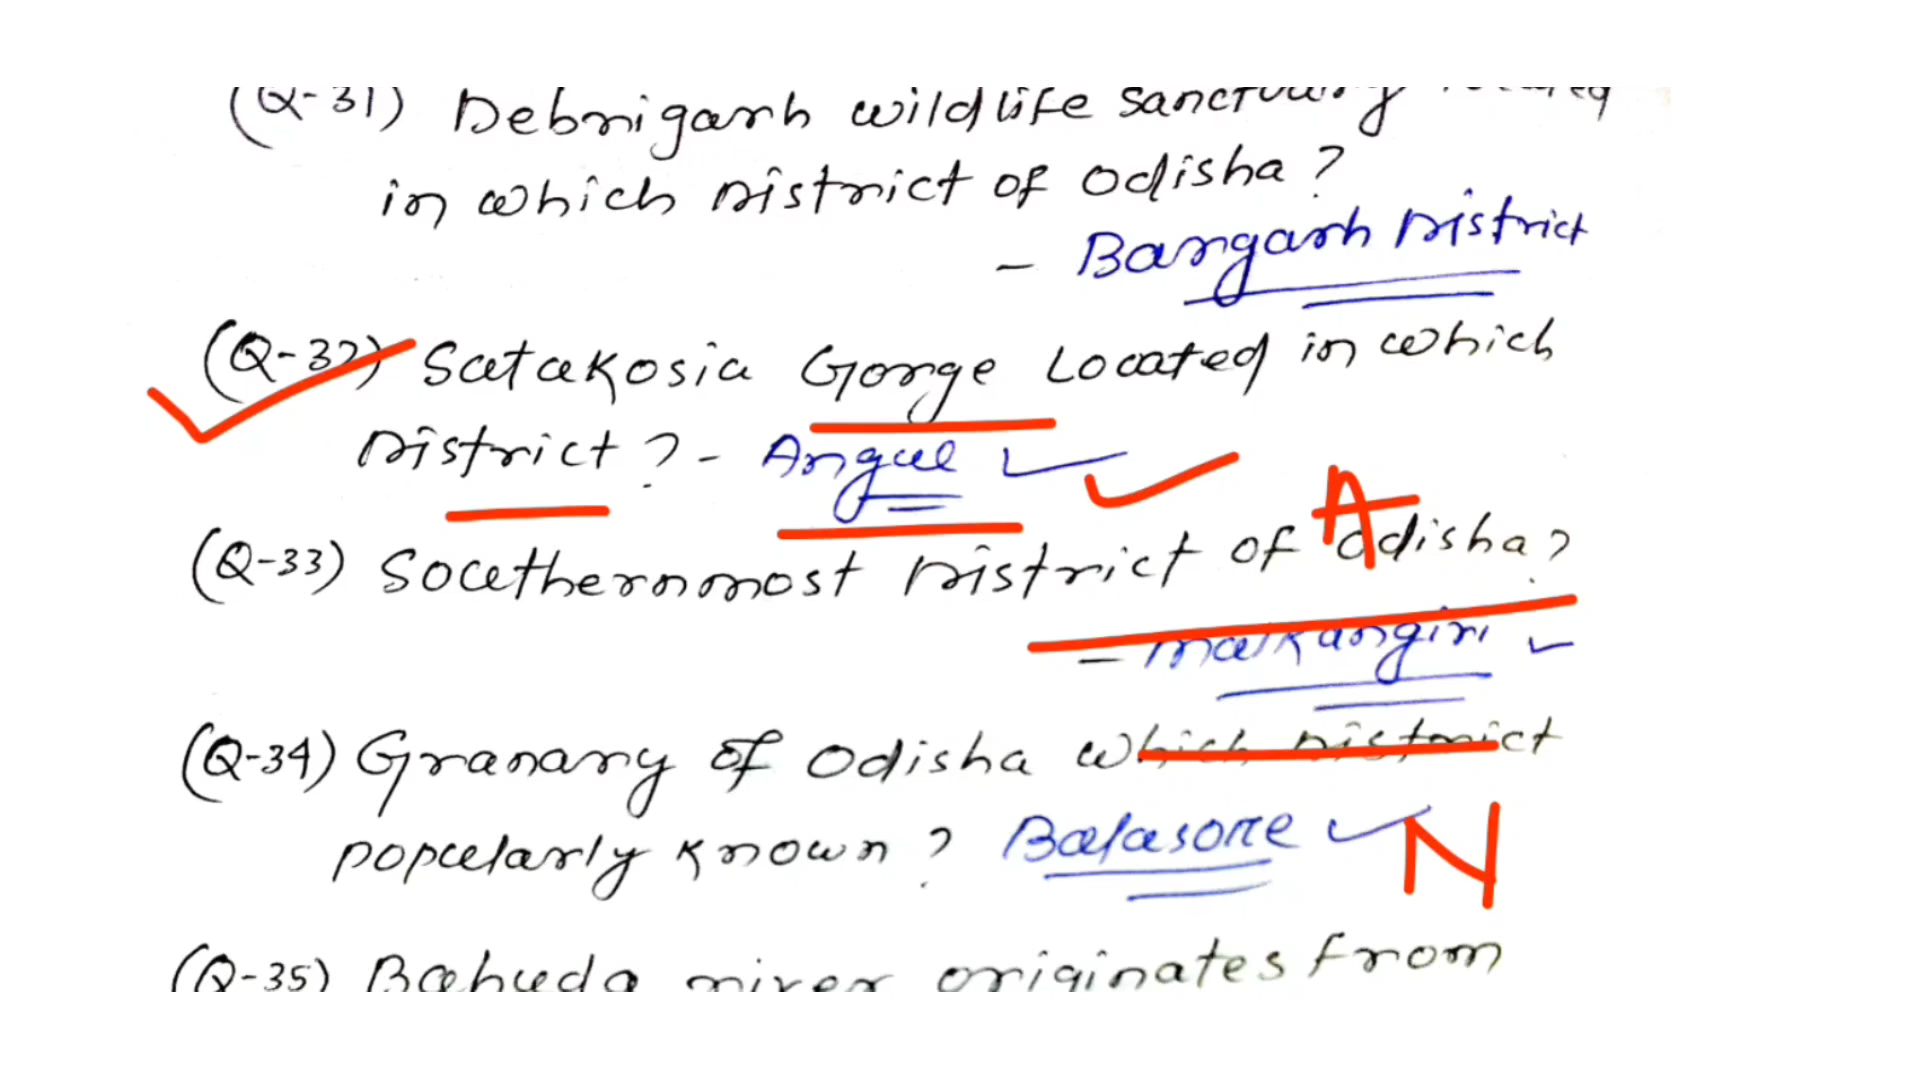 (Q-31) Debrigarh wildlife Sanctuary
in which District of Odisha?
- Bargarh District
(Q-32) Satakosia Gorge Located in which
District? - Angul
A
(Q-33) Southernmost District of Odisha?
- Malkangiri
(Q-34) Granary of Odisha which District
popularly known? Balasore
N
(Q-35) Bahuda river originates from